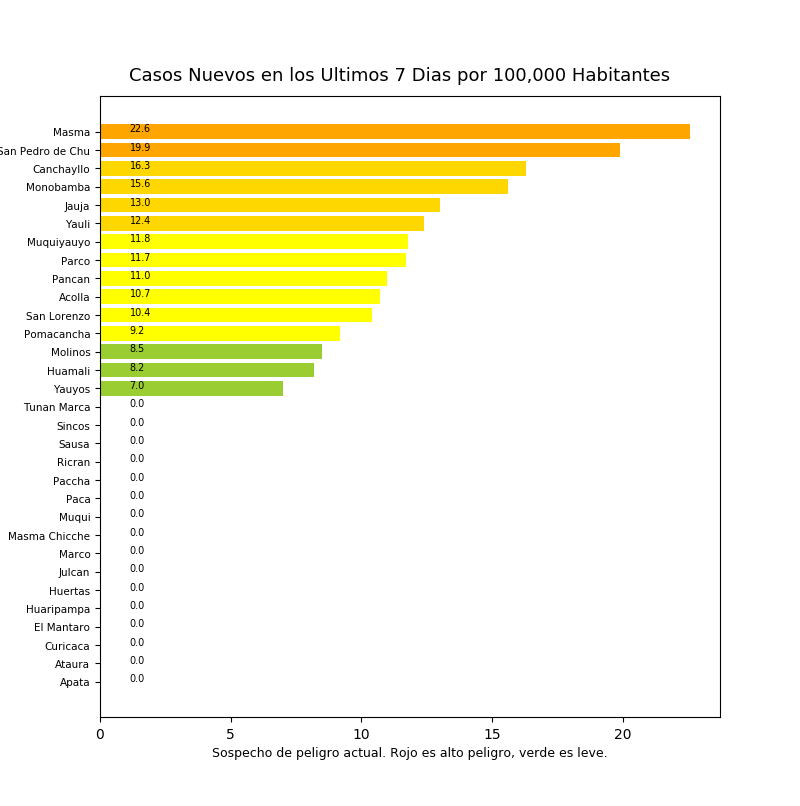 Casos Nuevos en los Ultimos 7 Dias por 100,000 Habitantes
Masma 22.6
San Pedro de Chu 19.9
Canchayllo 16.3
Monobamba 15.6
Jauja 13.0
Yauli 12.4
Muquiyauyo 11.8
Parco 11.7
Pancan 11.0
Acolla 10.7
San Lorenzo 10.4
Pomacancha 9.2
Molinos 8.5
Huamali 8.2
Yauyos 7.0
Tunan Marca 0.0
Sincos 0.0
Sausa 0.0
Ricran 0.0
Paccha 0.0
Paca 0.0
Muqui 0.0
Masma Chicche 0.0
Marco 0.0
Julcan 0.0
Huertas 0.0
Huaripampa 0.0
El Mantaro 0.0
Curicaca 0.0
Ataura 0.0
Apata 0.0
0 5 10 15 20
Sospecho de peligro actual. Rojo es alto peligro, verde es leve.